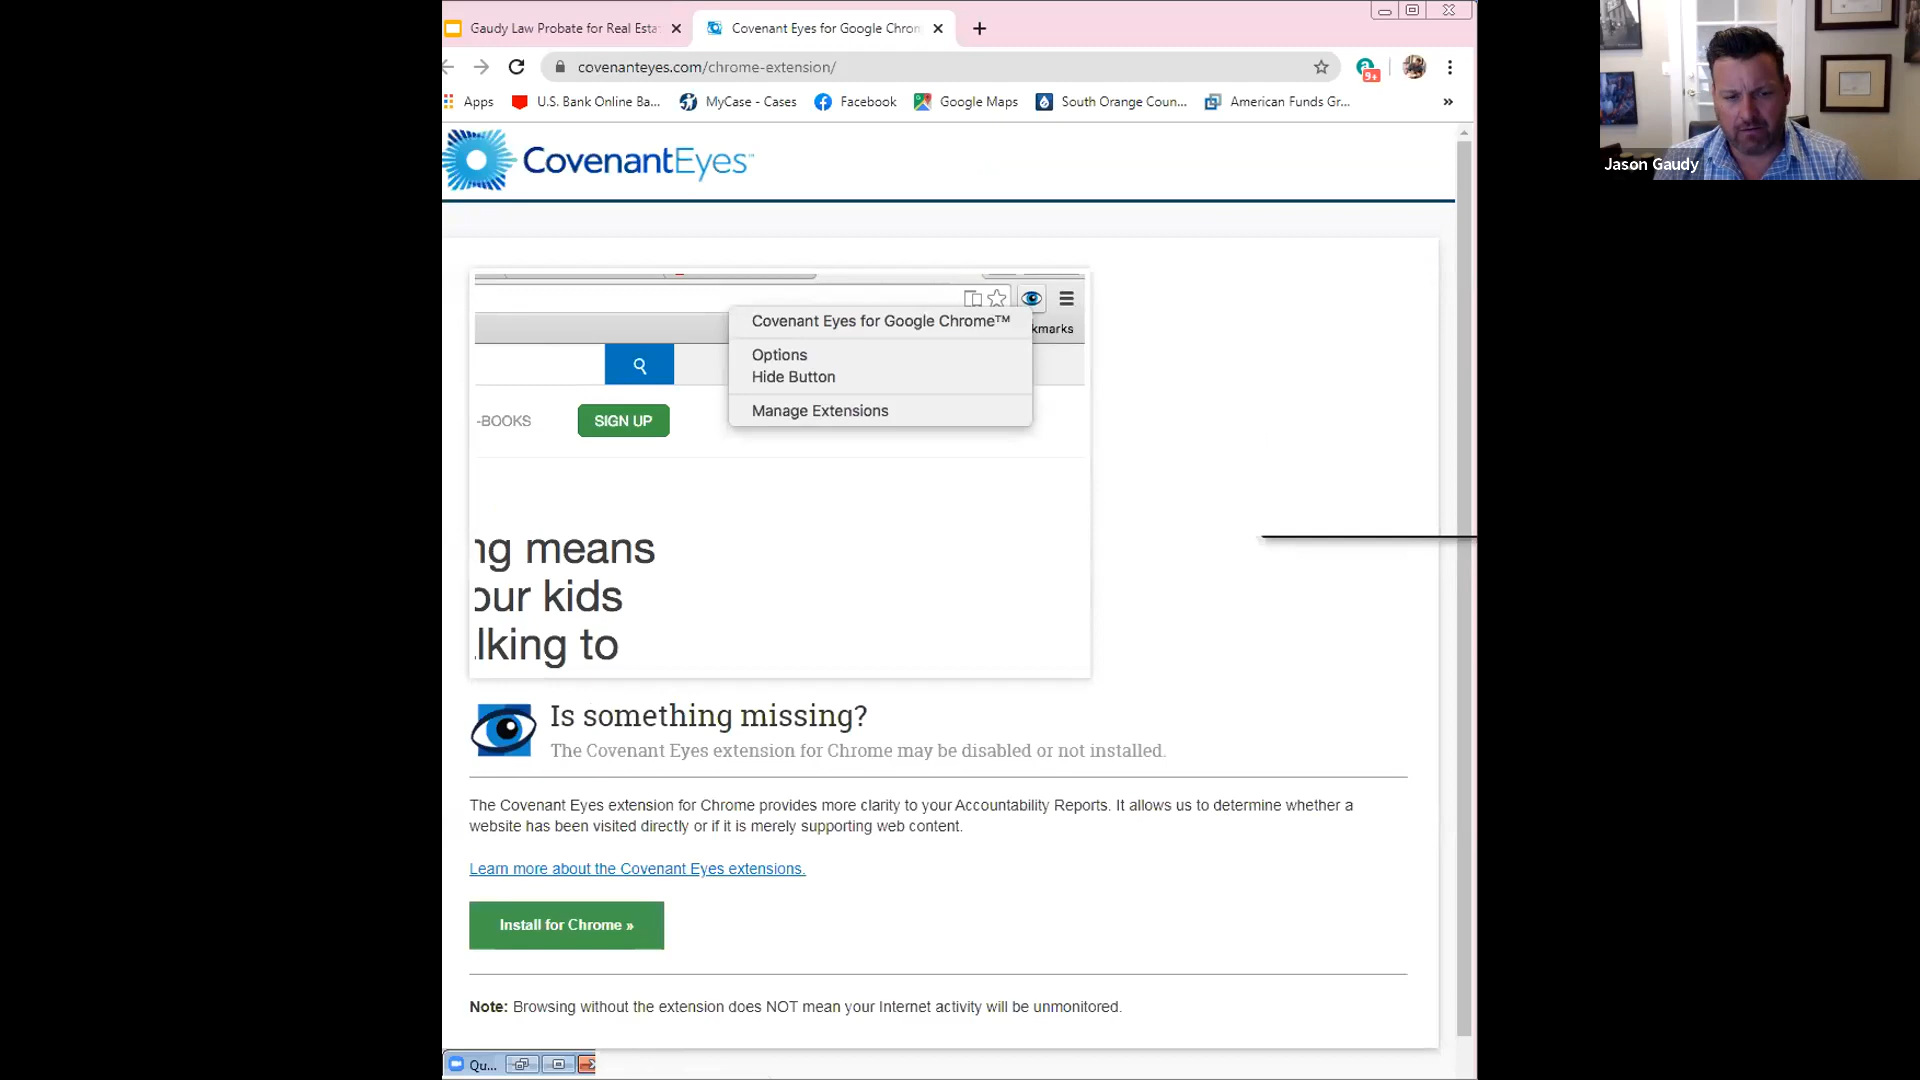 Gaudy Law Probate for Real Esta
Covenant Eyes for Google Chrom
covenanteyes.com/chrome-extension/
9+
Apps
U.S. Bank Online Ba...
MyCase - Cases
Facebook
Google Maps
South Orange Coun...
American Funds Gr...
»
CovenantEyes™
Covenant Eyes for Google Chrome™
kmarks
Options
Hide Button
Manage Extensions
-BOOKS
SIGN UP
ng means
our kids
lking to
Is something missing?
The Covenant Eyes extension for Chrome may be disabled or not installed.
The Covenant Eyes extension for Chrome provides more clarity to your Accountability Reports. It allows us to determine whether a
website has been visited directly or if it is merely supporting web content.
Learn more about the Covenant Eyes extensions.
Install for Chrome »
Note: Browsing without the extension does NOT mean your Internet activity will be unmonitored.
Qu...
Jason Gaudy